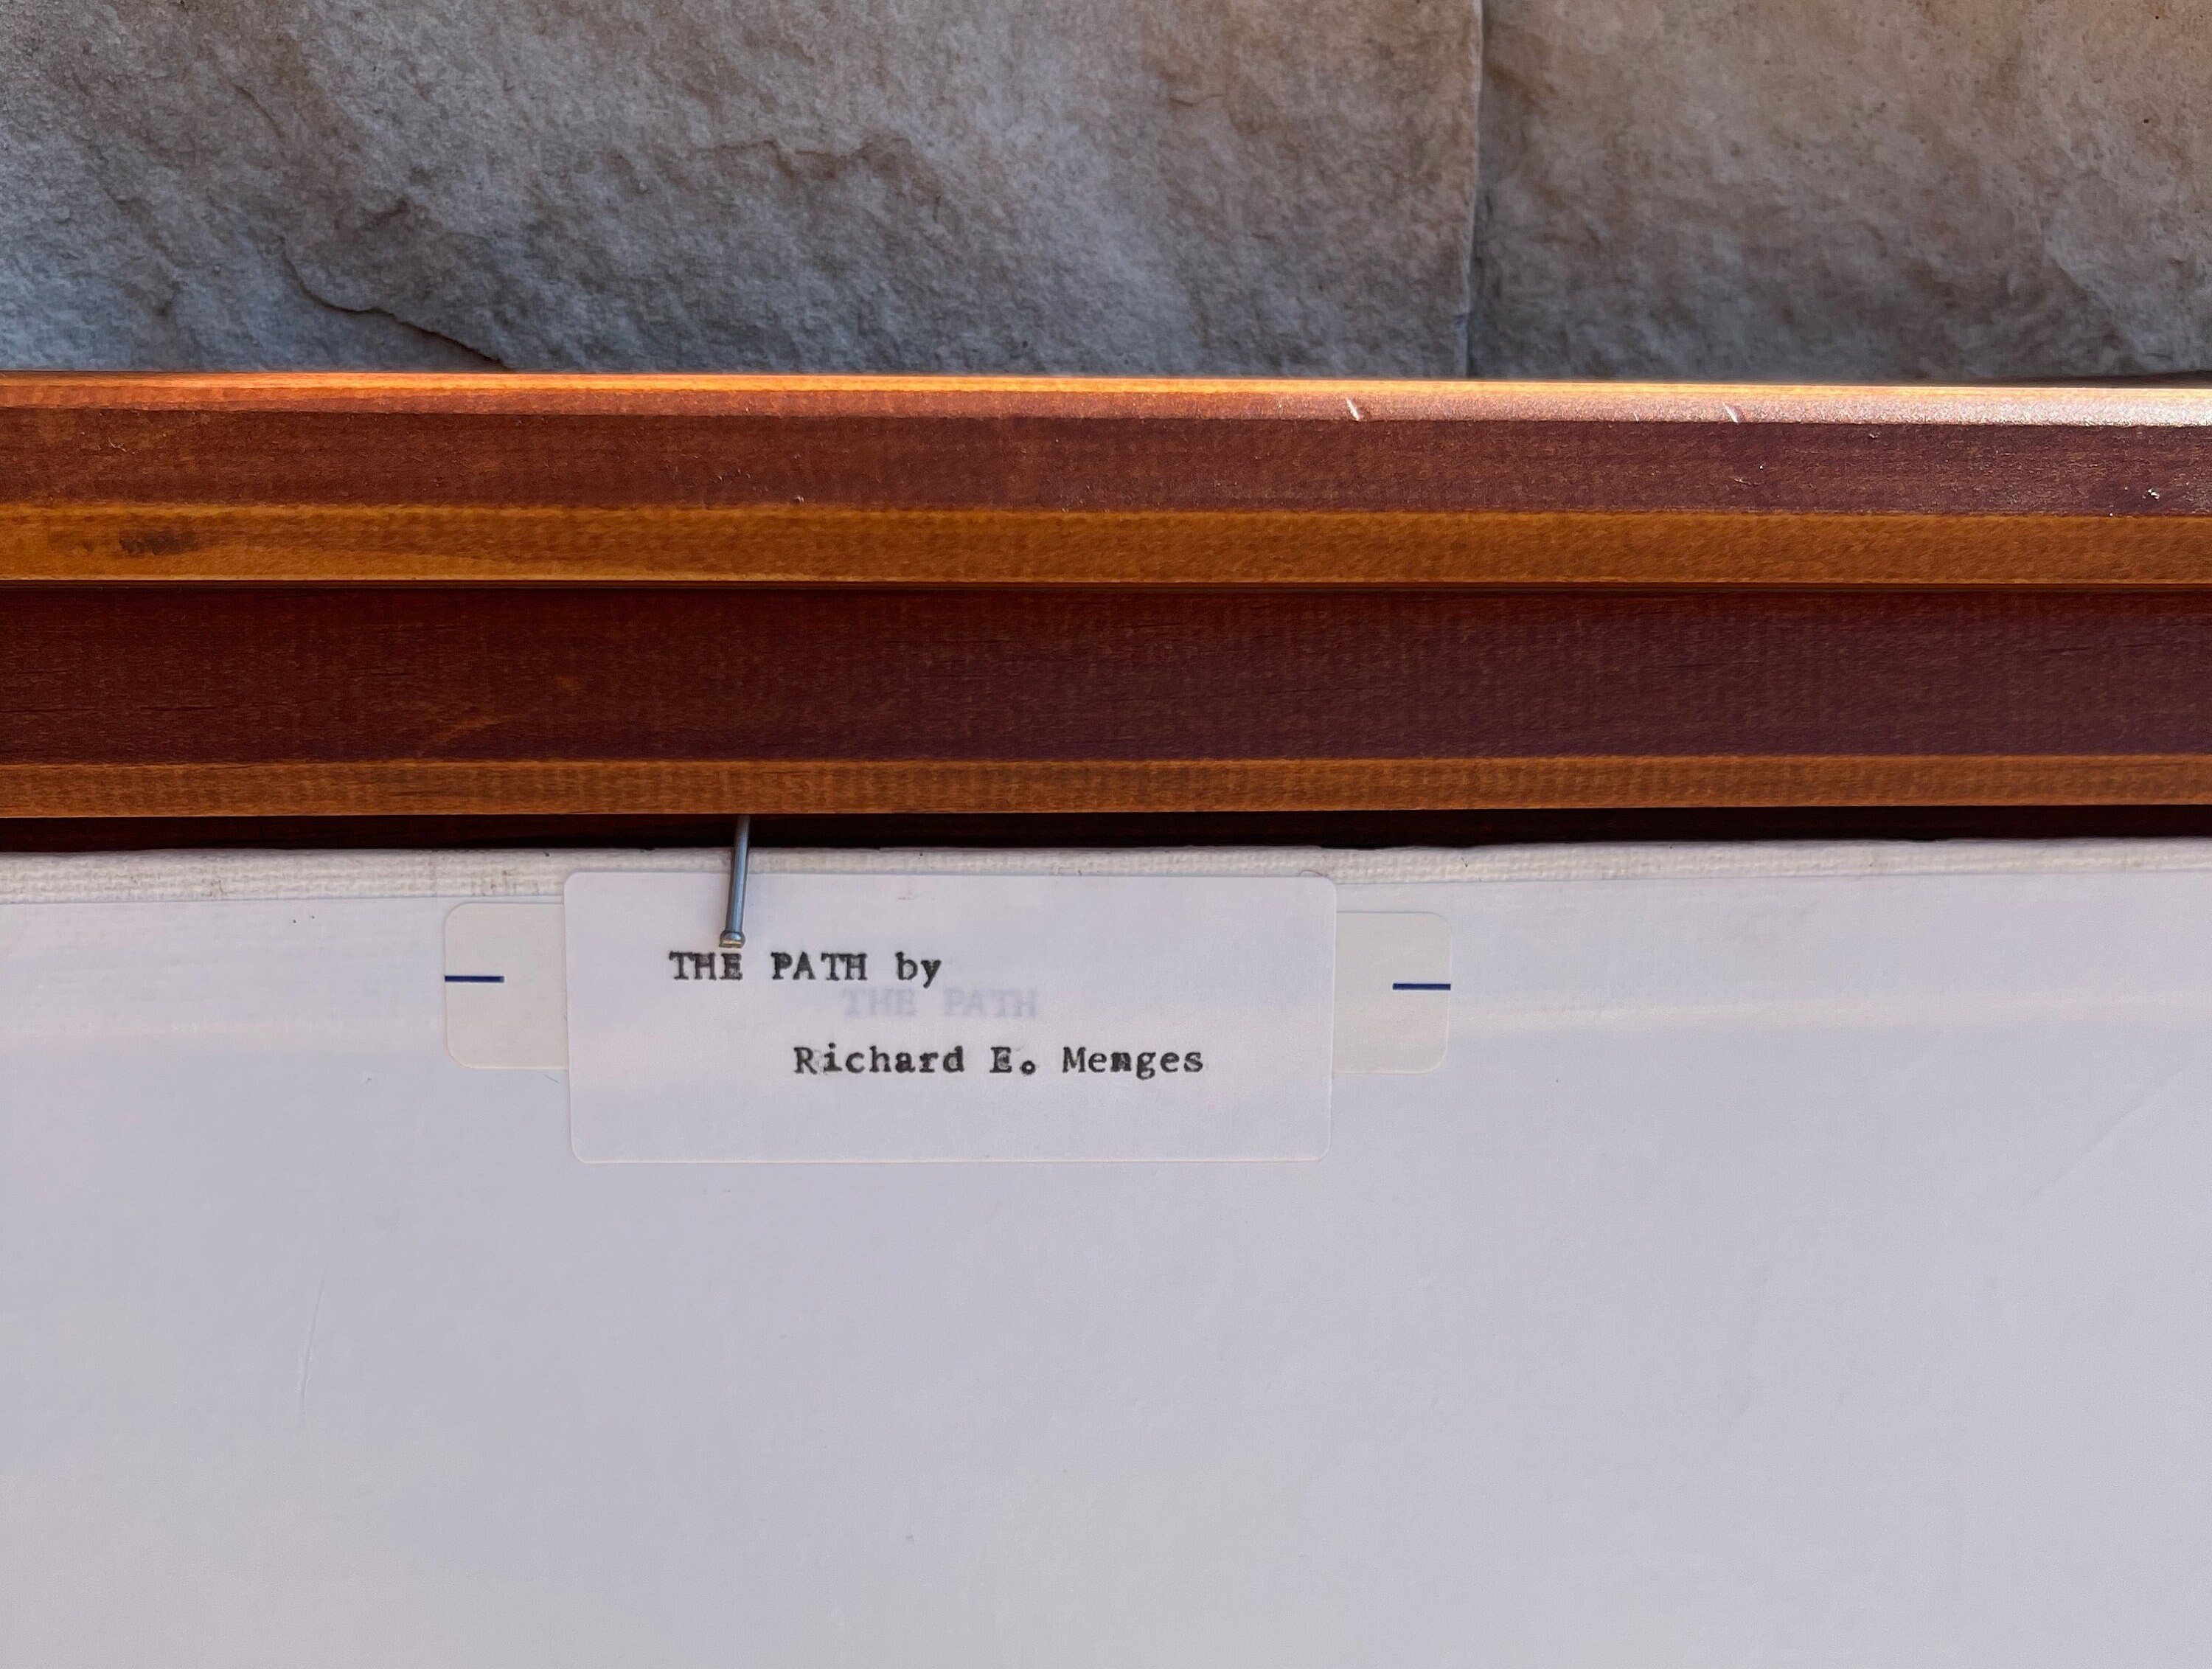 THE PATH by
THE PATH
Richard E. Menges